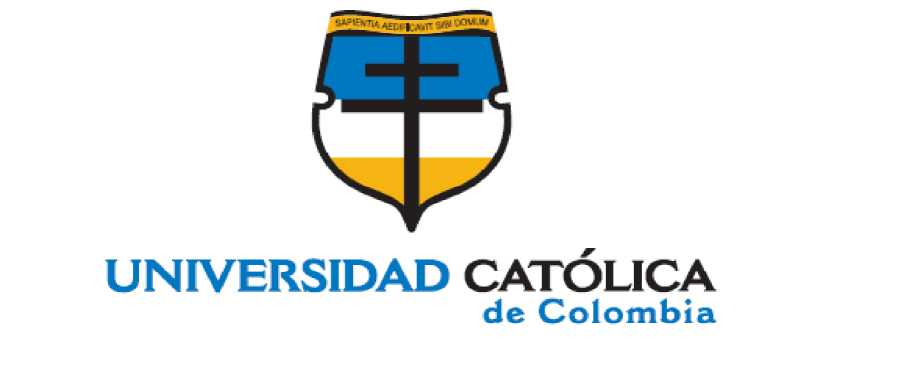 SAPIENTIA AEDIFICAVIT SIBI DOMUM
UNIVERSIDAD CATÓLICA
de Colombia